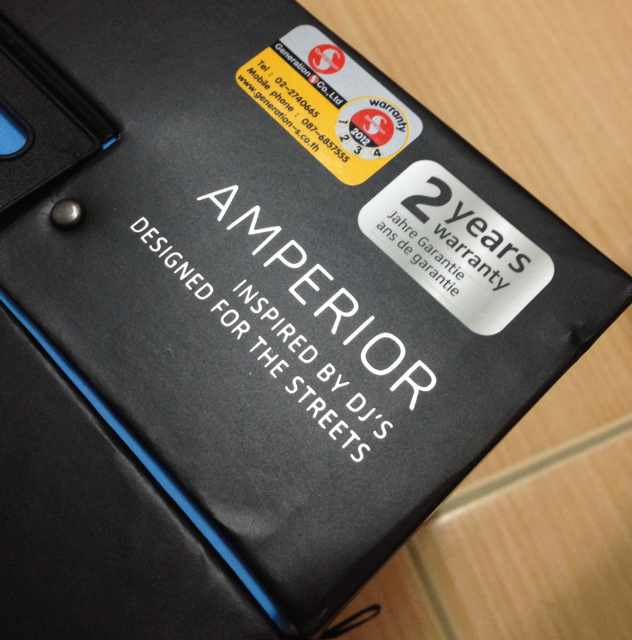 Generation S Co.,Ltd
Tel : 02-2740665
Mobile phone : 087-6857555
www.generation-s.co.th
warranty
2012
1 2 3 4
2 years
warranty
Jahre Garantie
ans de garantie
AMPERIOR
INSPIRED BY DJ'S
DESIGNED FOR THE STREETS